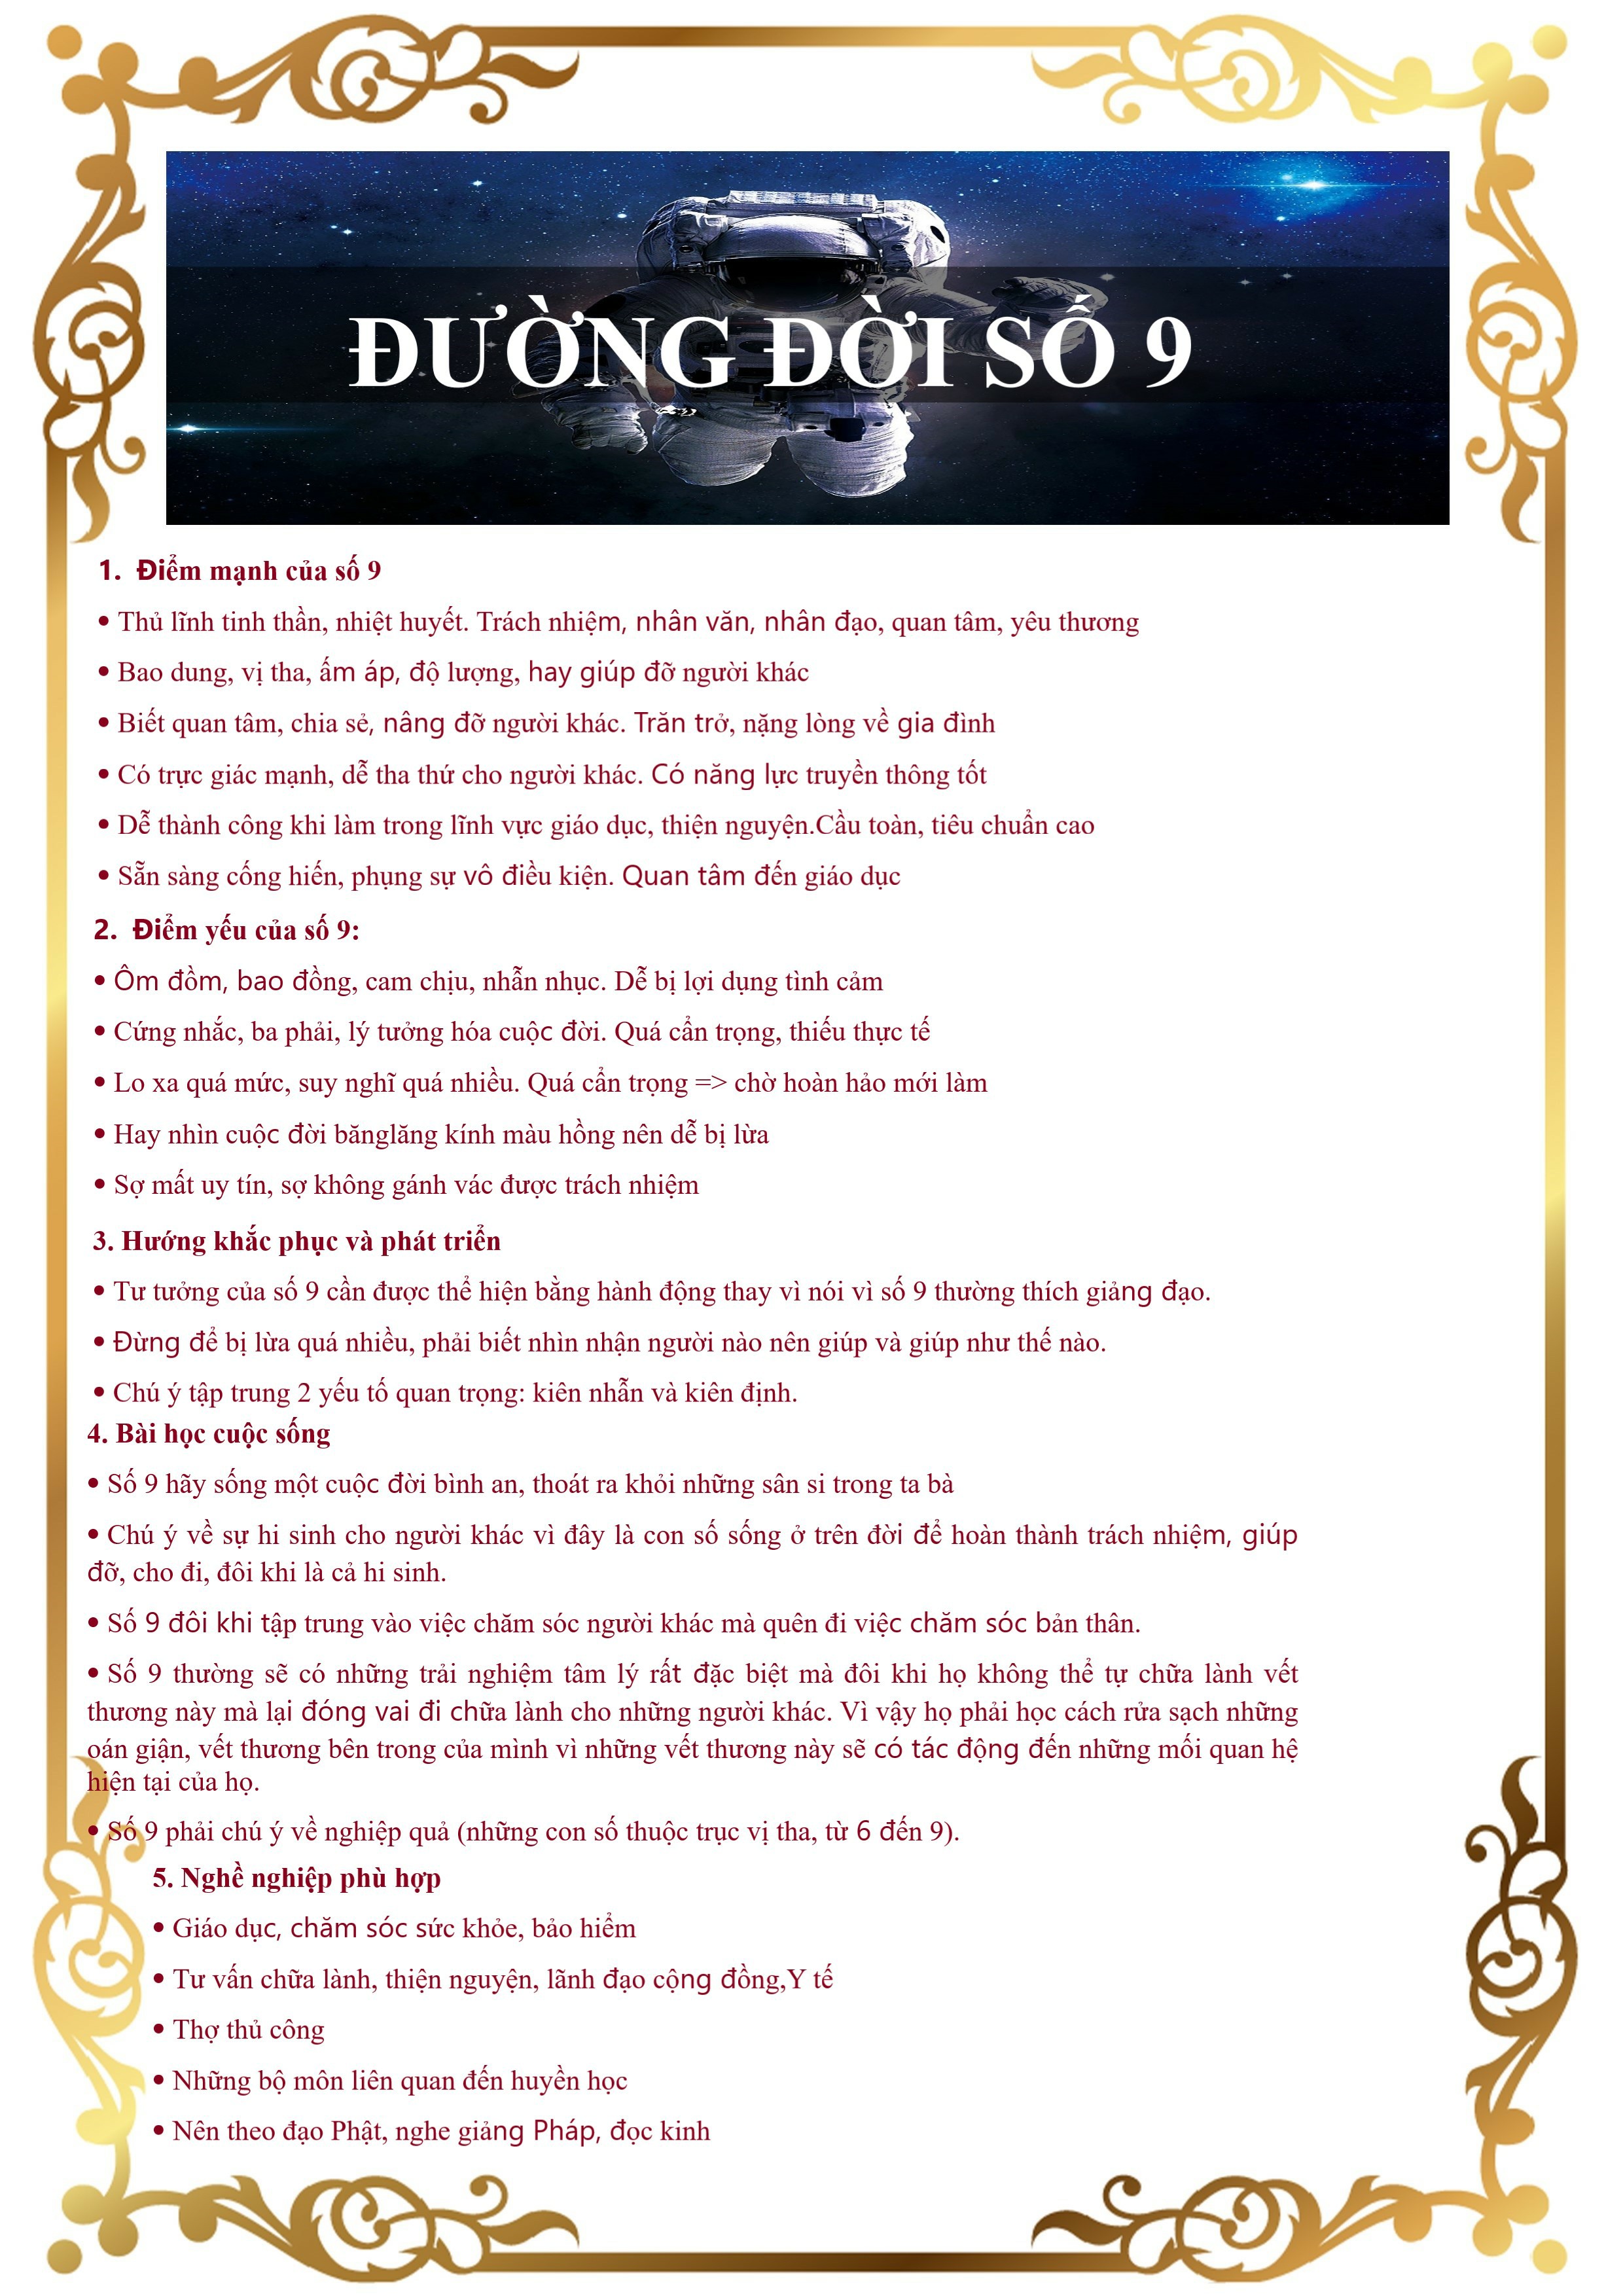 ĐƯỜNG ĐỜI SỐ 9
1. Điểm mạnh của số 9
• Thủ lĩnh tinh thần, nhiệt huyết. Trách nhiệm, nhân văn, nhân đạo, quan tâm, yêu thương
• Bao dung, vị tha, ấm áp, độ lượng, hay giúp đỡ người khác
• Biết quan tâm, chia sẻ, nâng đỡ người khác. Trăn trở, nặng lòng về gia đình
• Có trực giác mạnh, dễ tha thứ cho người khác. Có năng lực truyền thông tốt
• Dễ thành công khi làm trong lĩnh vực giáo dục, thiện nguyện.Cầu toàn, tiêu chuẩn cao
• Sẵn sàng cống hiến, phụng sự vô điều kiện. Quan tâm đến giáo dục
2. Điểm yếu của số 9:
• Ôm đồm, bao đồng, cam chịu, nhẫn nhục. Dễ bị lợi dụng tình cảm
• Cứng nhắc, ba phải, lý tưởng hóa cuộc đời. Quá cẩn trọng, thiếu thực tế
• Lo xa quá mức, suy nghĩ quá nhiều. Quá cẩn trọng => chờ hoàn hảo mới làm
• Hay nhìn cuộc đời bănglăng kính màu hồng nên dễ bị lừa
• Sợ mất uy tín, sợ không gánh vác được trách nhiệm
3. Hướng khắc phục và phát triển
• Tư tưởng của số 9 cần được thể hiện bằng hành động thay vì nói vì số 9 thường thích giảng đạo.
• Đừng để bị lừa quá nhiều, phải biết nhìn nhận người nào nên giúp và giúp như thế nào.
• Chú ý tập trung 2 yếu tố quan trọng: kiên nhẫn và kiên định.
4. Bài học cuộc sống
• Số 9 hãy sống một cuộc đời bình an, thoát ra khỏi những sân si trong ta bà
• Chú ý về sự hi sinh cho người khác vì đây là con số sống ở trên đời để hoàn thành trách nhiệm, giúp
đỡ, cho đi, đôi khi là cả hi sinh.
• Số 9 đôi khi tập trung vào việc chăm sóc người khác mà quên đi việc chăm sóc bản thân.
• Số 9 thường sẽ có những trải nghiệm tâm lý rất đặc biệt mà đôi khi họ không thể tự chữa lành vết
thương này mà lại đóng vai đi chữa lành cho những người khác. Vì vậy họ phải học cách rửa sạch những
oán giận, vết thương bên trong của mình vì những vết thương này sẽ có tác động đến những mối quan hệ
hiện tại của họ.
• Số 9 phải chú ý về nghiệp quả (những con số thuộc trục vị tha, từ 6 đến 9).
5. Nghề nghiệp phù hợp
• Giáo dục, chăm sóc sức khỏe, bảo hiểm
• Tư vấn chữa lành, thiện nguyện, lãnh đạo cộng đồng,Y tế
• Thợ thủ công
• Những bộ môn liên quan đến huyền học
• Nên theo đạo Phật, nghe giảng Pháp, đọc kinh